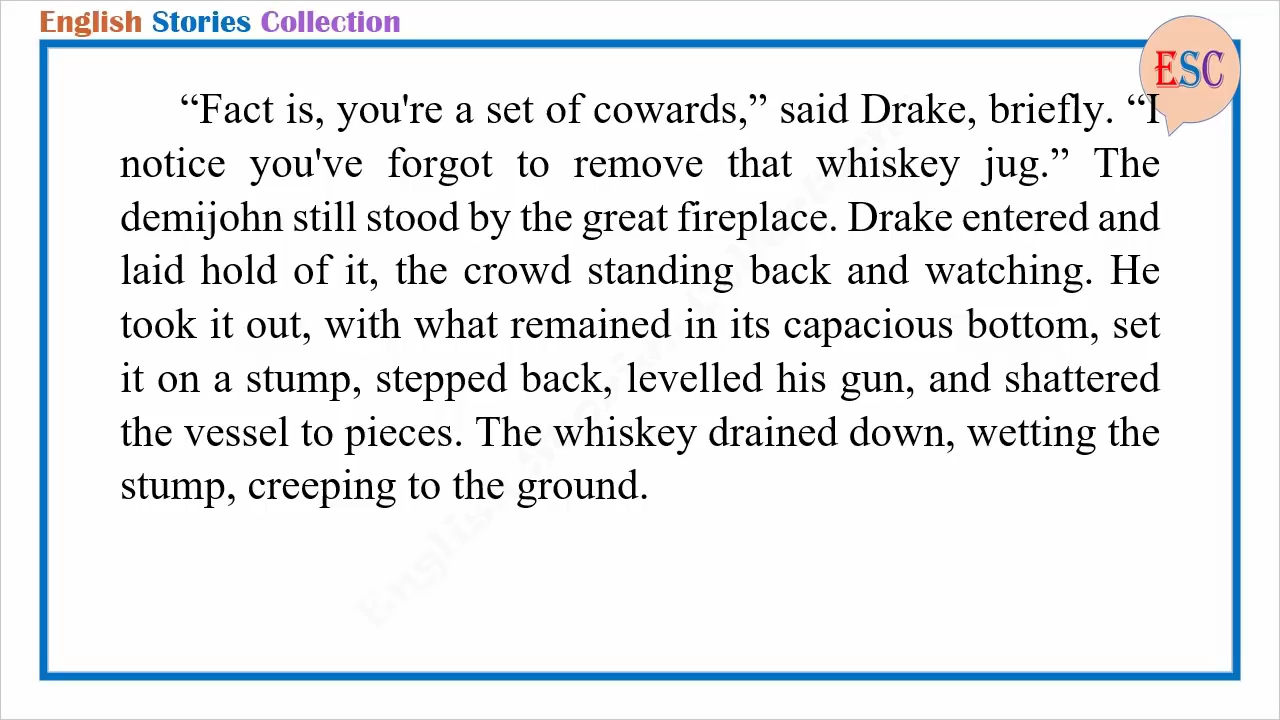 English Stories Collection
ESC
“Fact is, you're a set of cowards,” said Drake, briefly. “I
notice you've forgot to remove that whiskey jug.” The
demijohn still stood by the great fireplace. Drake entered and
laid hold of it, the crowd standing back and watching. He
took it out, with what remained in its capacious bottom, set
it on a stump, stepped back, levelled his gun, and shattered
the vessel to pieces. The whiskey drained down, wetting the
stump, creeping to the ground.